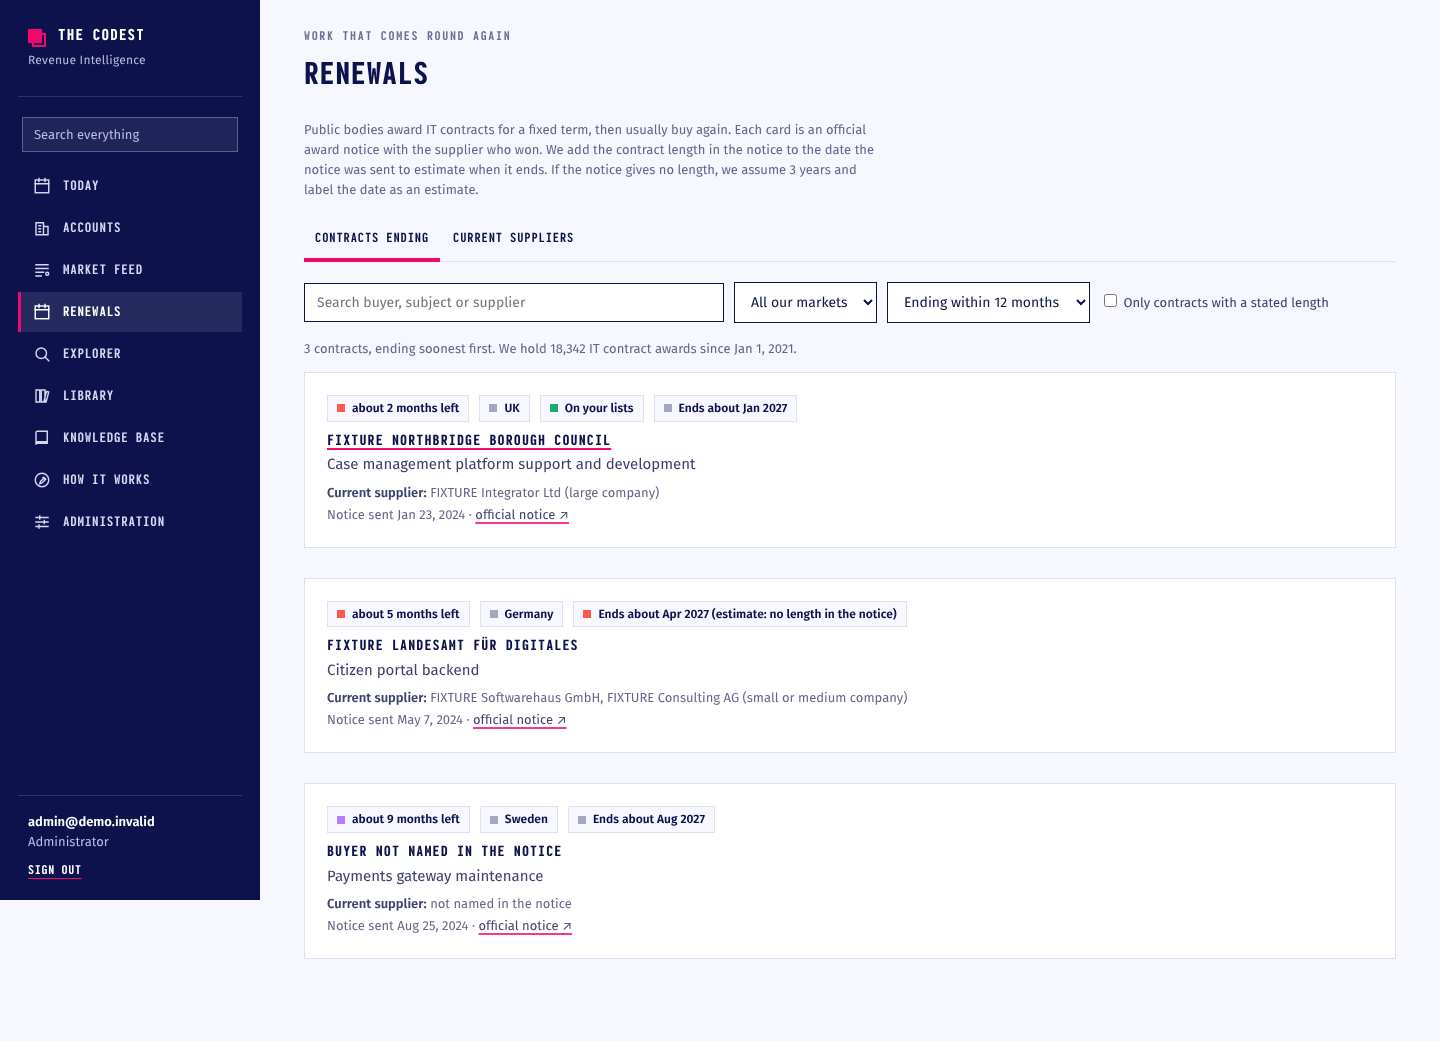 THE CODEST
Revenue Intelligence
Search everything
TODAY
ACCOUNTS
MARKET FEED
RENEWALS
EXPLORER
LIBRARY
KNOWLEDGE BASE
HOW IT WORKS
ADMINISTRATION
admin@demo.invalid
Administrator
SIGN OUT
WORK THAT COMES ROUND AGAIN
RENEWALS
Public bodies award IT contracts for a fixed term, then usually buy again. Each card is an official
award notice with the supplier who won. We add the contract length in the notice to the date the
notice was sent to estimate when it ends. If the notice gives no length, we assume 3 years and
label the date as an estimate.
CONTRACTS ENDING CURRENT SUPPLIERS
Search buyer, subject or supplier All our markets Ending within 12 months Only contracts with a stated length
3 contracts, ending soonest first. We hold 18,342 IT contract awards since Jan 1, 2021.
about 2 months left UK On your lists Ends about Jan 2027
FIXTURE NORTHBRIDGE BOROUGH COUNCIL
Case management platform support and development
Current supplier: FIXTURE Integrator Ltd (large company)
Notice sent Jan 23, 2024 · official notice ↗
about 5 months left Germany Ends about Apr 2027 (estimate: no length in the notice)
FIXTURE LANDESAMT FÜR DIGITALES
Citizen portal backend
Current supplier: FIXTURE Softwarehaus GmbH, FIXTURE Consulting AG (small or medium company)
Notice sent May 7, 2024 · official notice ↗
about 9 months left Sweden Ends about Aug 2027
BUYER NOT NAMED IN THE NOTICE
Payments gateway maintenance
Current supplier: not named in the notice
Notice sent Aug 25, 2024 · official notice ↗